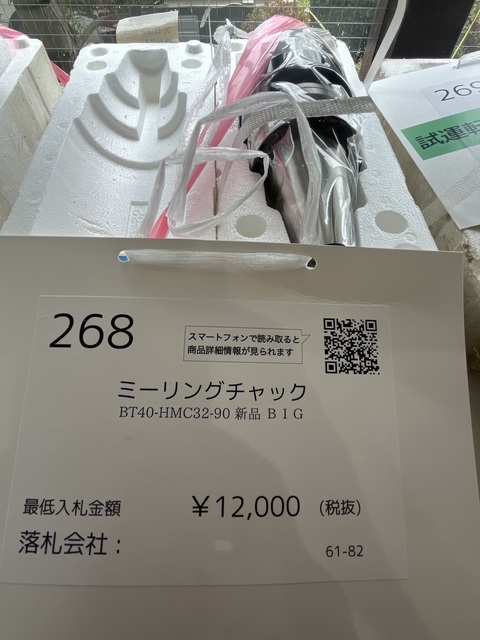 269
試運転
268
スマートフォンで読み取ると
商品詳細情報が見られます
ミーリングチャック
BT40-HMC32-90 新品 BIG
最低入札金額 ￥12,000 (税抜)
落札会社：
61-82